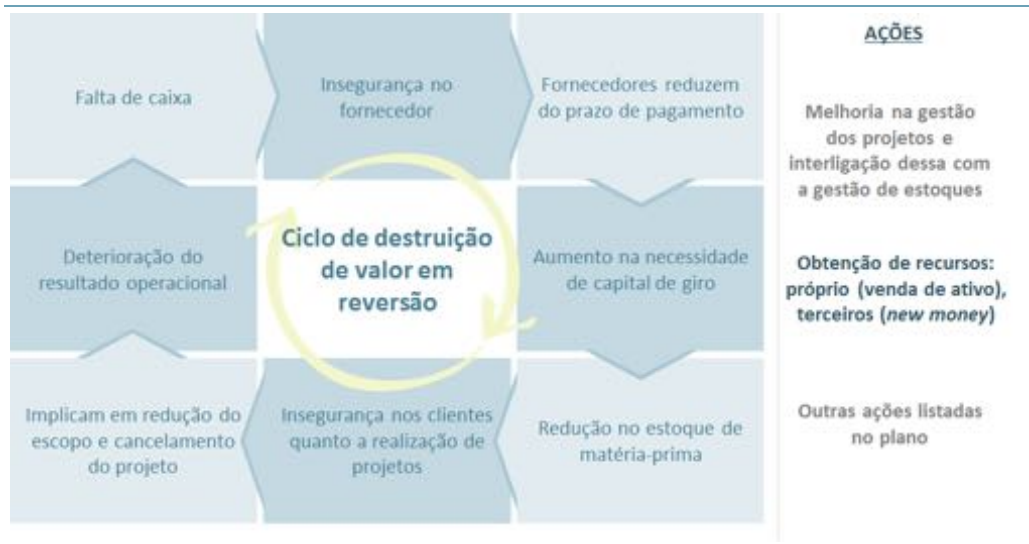 Falta de caixa
Insegurança no
fornecedor
Fornecedores reduzem
do prazo de pagamento
Deterioração do
resultado operacional
Ciclo de destruição
de valor em
reversão
Aumento na necessidade
de capital de giro
Implicam em redução do
escopo e cancelamento
do projeto
Insegurança nos clientes
quanto a realização de
projetos
Redução no estoque de
matéria-prima
AÇÕES
Melhoria na gestão
dos projetos e
interligação dessa com
a gestão de estoques
Obtenção de recursos:
próprio (venda de ativo),
terceiros (new money)
Outras ações listadas
no plano